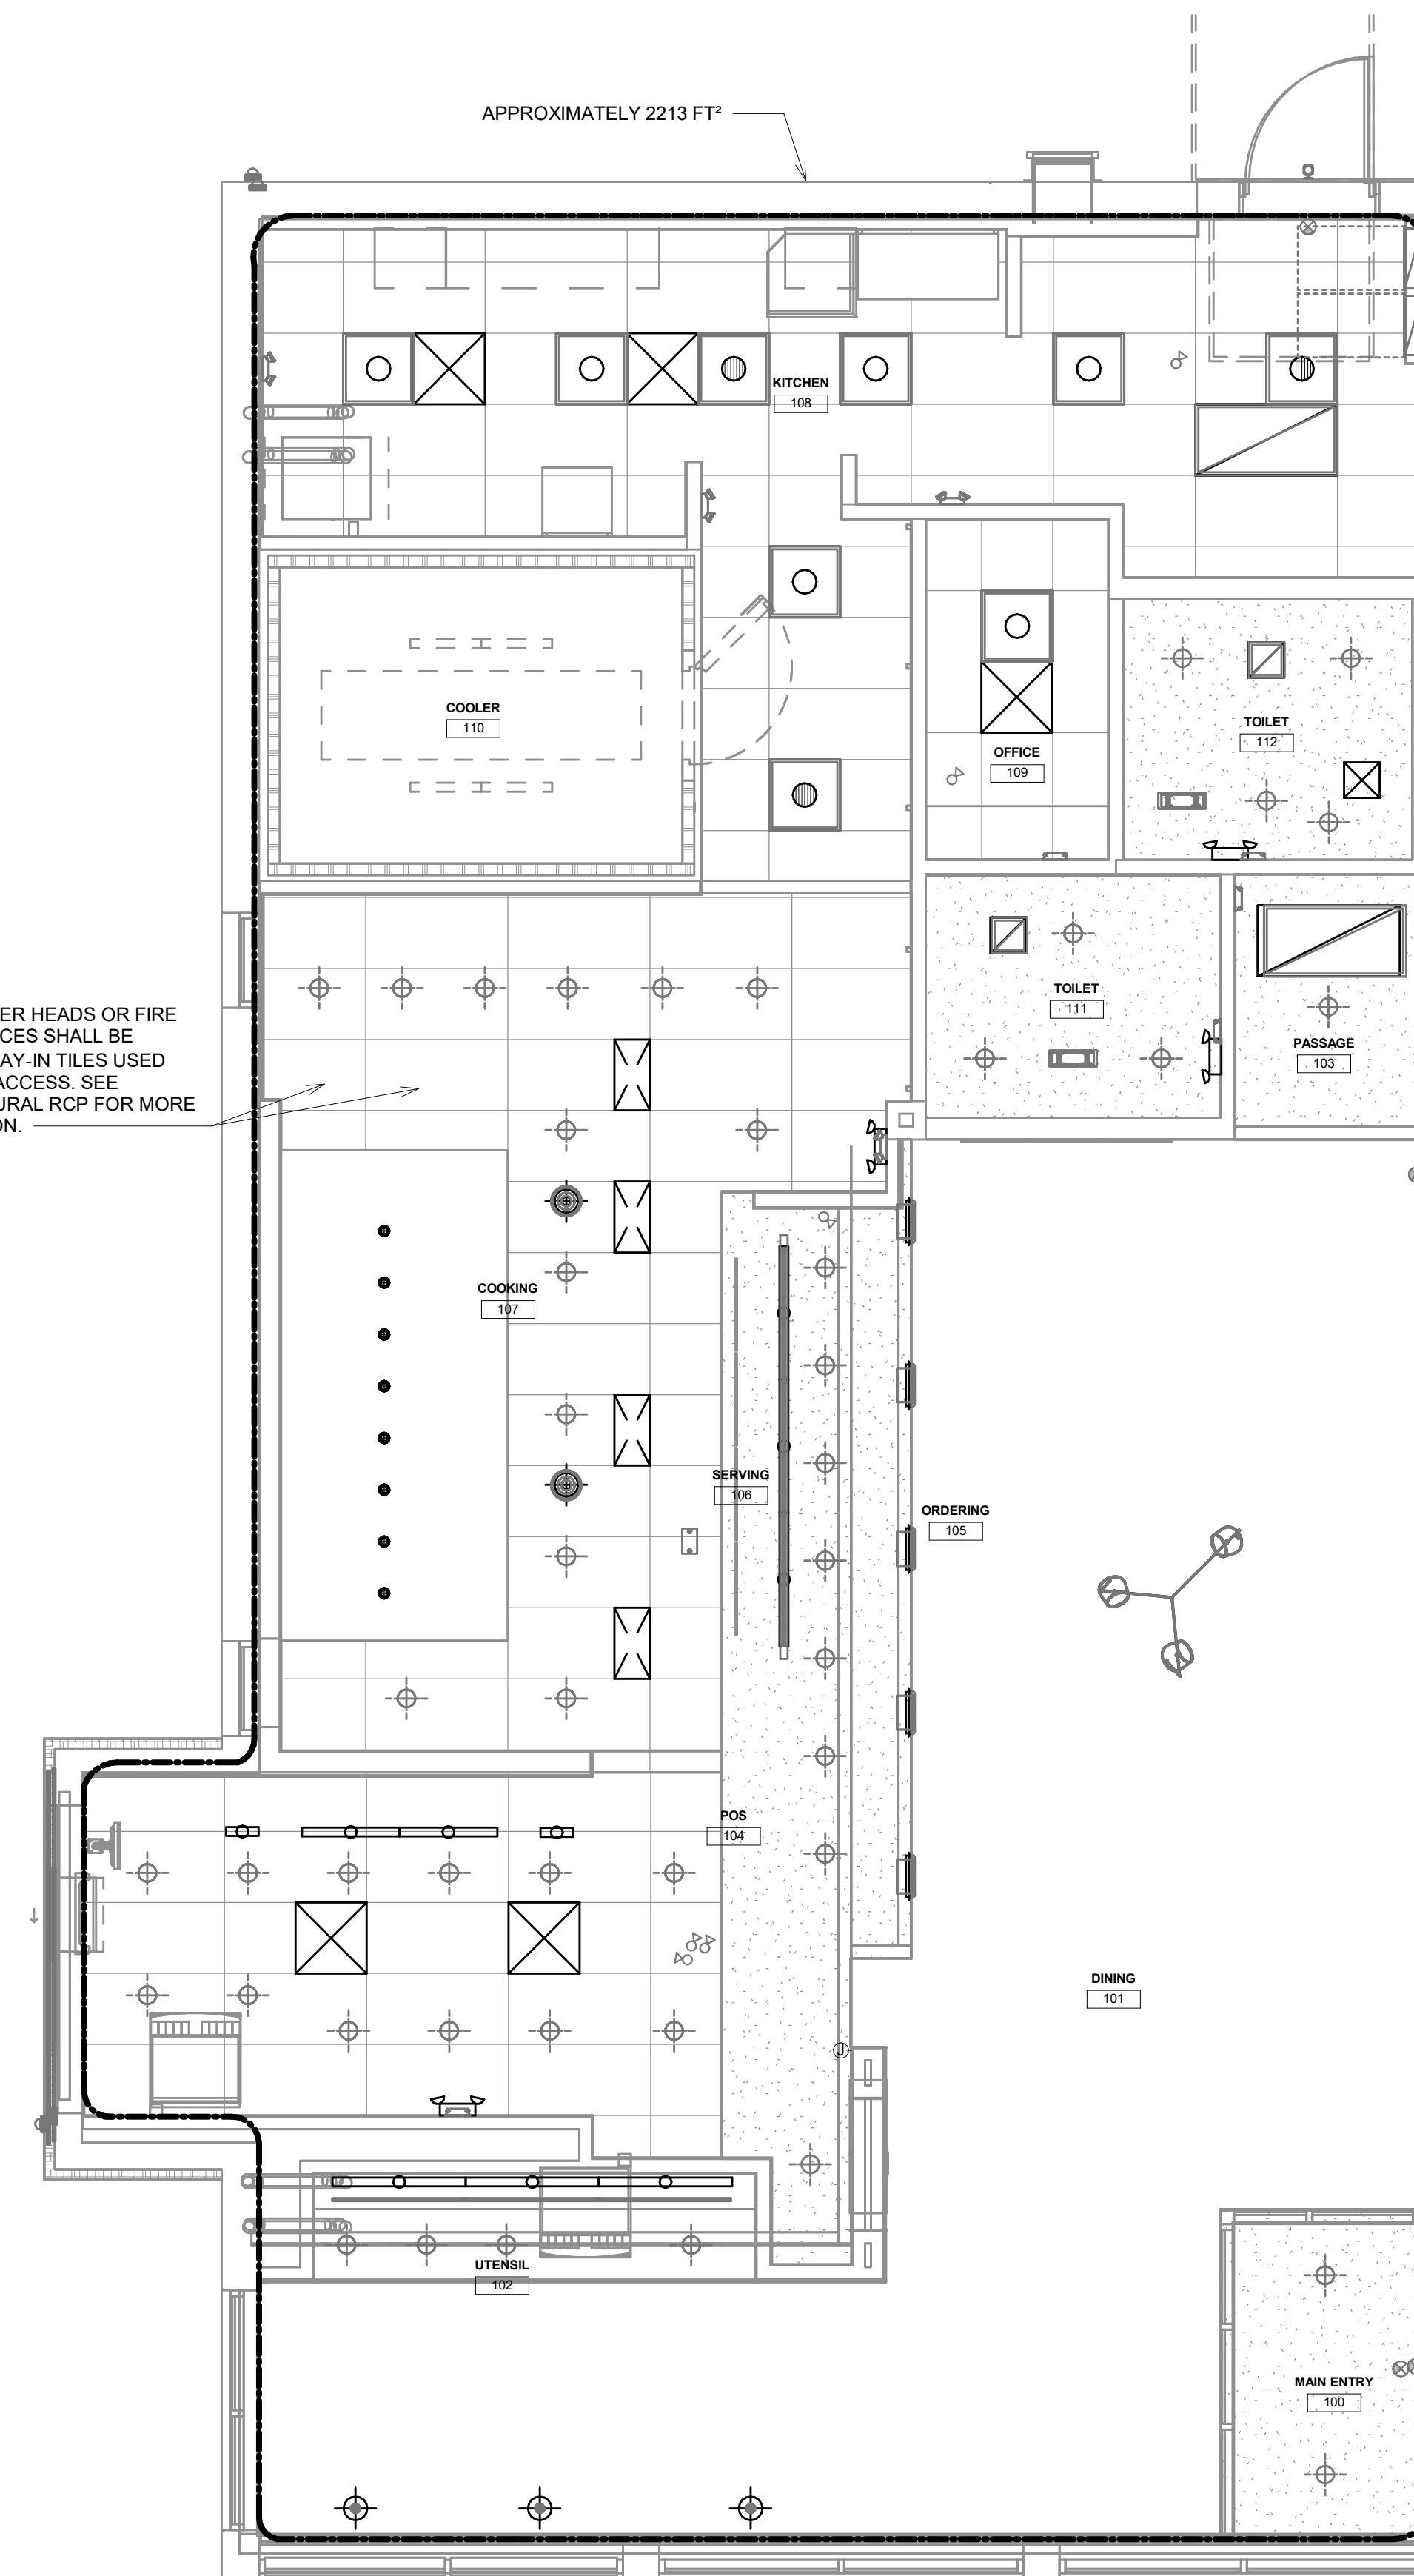 APPROXIMATELY 2213 FT²
KITCHEN
108
COOLER
110
OFFICE
109
TOILET
112
TOILET
111
PASSAGE
103
ER HEADS OR FIRE
CES SHALL BE
AY-IN TILES USED
ACCESS. SEE
URAL RCP FOR MORE
ON.
COOKING
107
SERVING
106
ORDERING
105
POS
104
DINING
101
J
UTENSIL
102
MAIN ENTRY
100